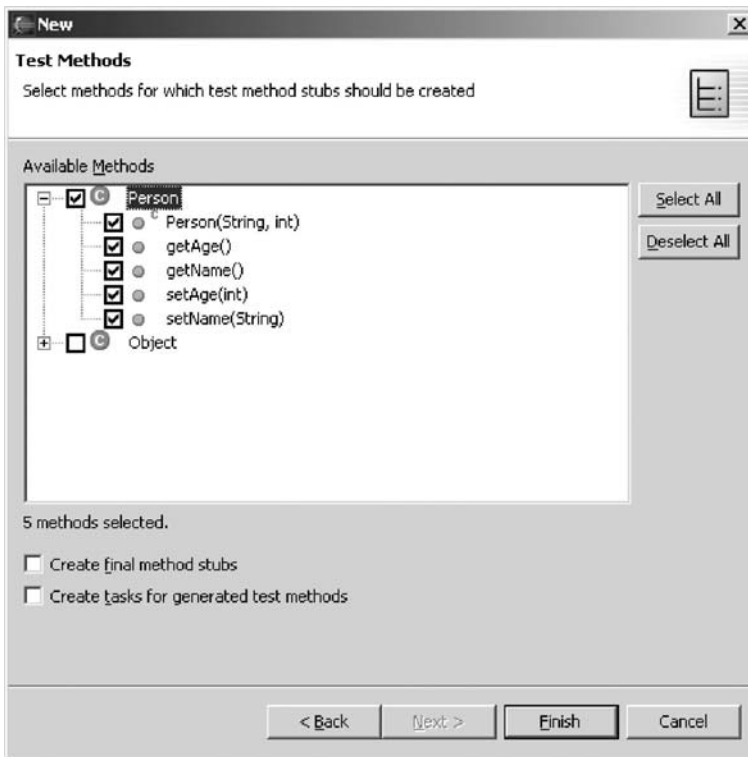 New
Test Methods
Select methods for which test method stubs should be created
Available Methods
Person
Select All
Person(String, int)
getAge()
Deselect All
getName()
setAge(int)
setName(String)
Object
5 methods selected.
Create final method stubs
Create tasks for generated test methods
< Back Next > Finish Cancel